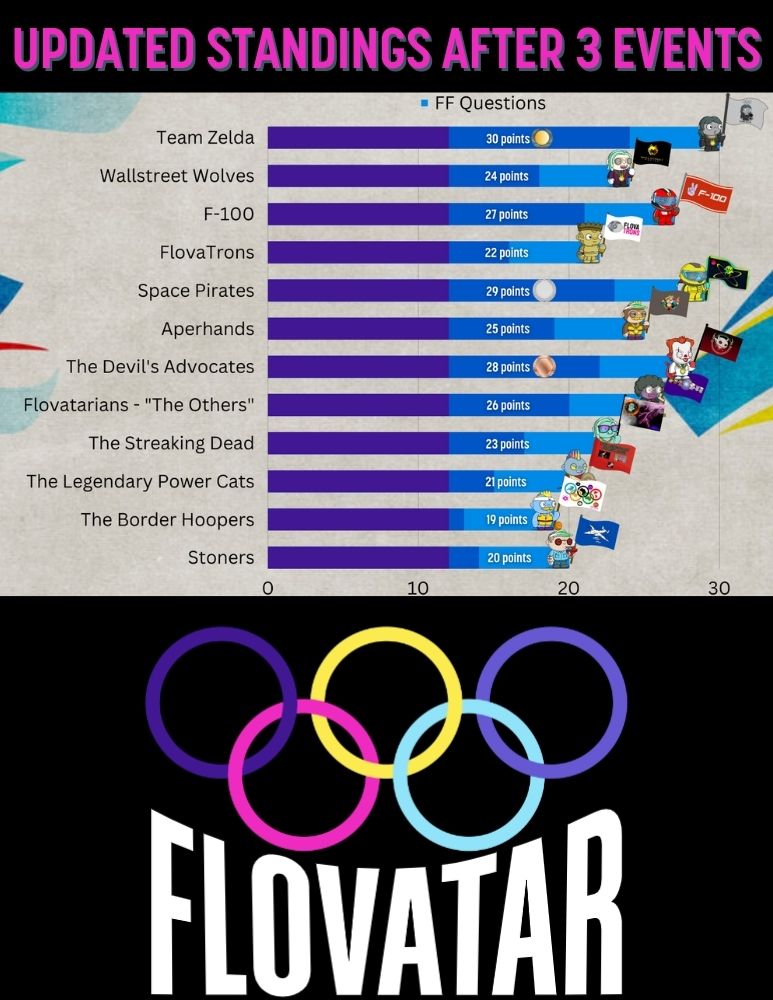 UPDATED STANDINGS AFTER 3 EVENTS
FF Questions
Team Zelda 30 points
Wallstreet Wolves 24 points
F-100 27 points
F-100
FlovaTrons 22 points
FLOVA
TRONS
Space Pirates 29 points
Aperhands 25 points
The Devil's Advocates 28 points
Flovatarians - "The Others" 26 points
The Streaking Dead 23 points
The Legendary Power Cats 21 points
The Border Hoopers 19 points
Stoners 20 points
0 10 20 30
FLOVATAR